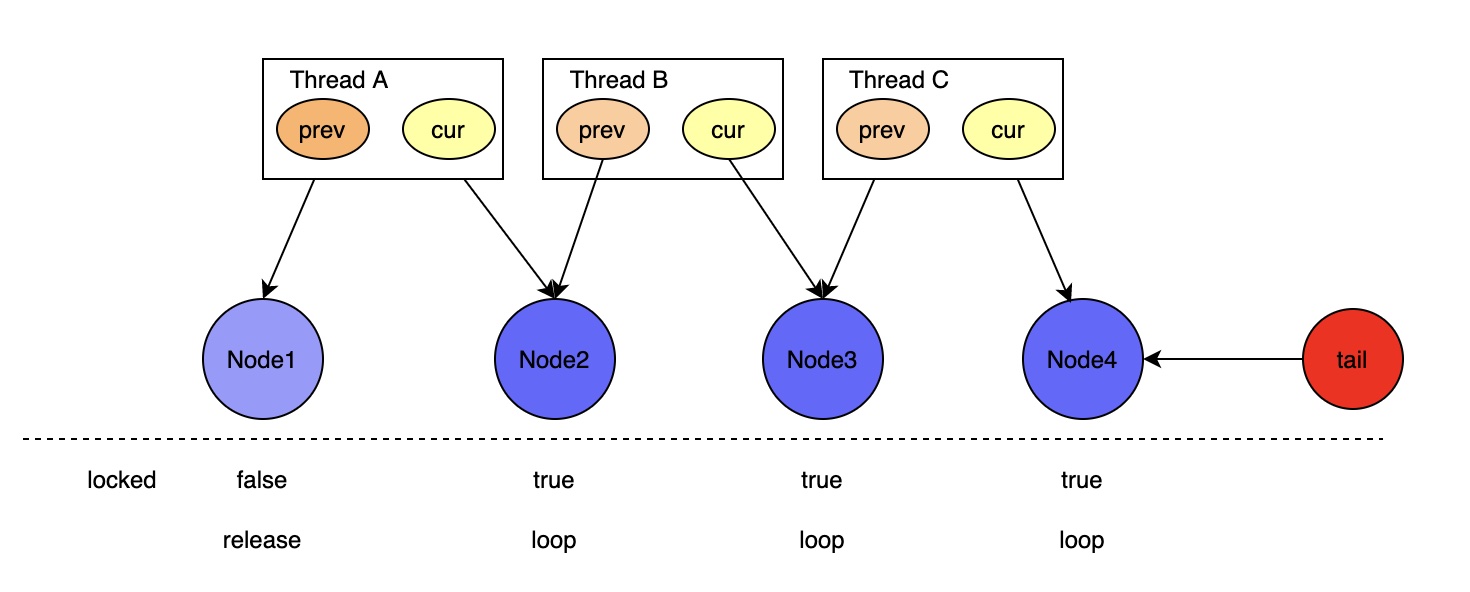 Thread A
prev cur
Thread B
prev cur
Thread C
prev cur
Node1 Node2 Node3 Node4 tail
locked false true true true
release loop loop loop